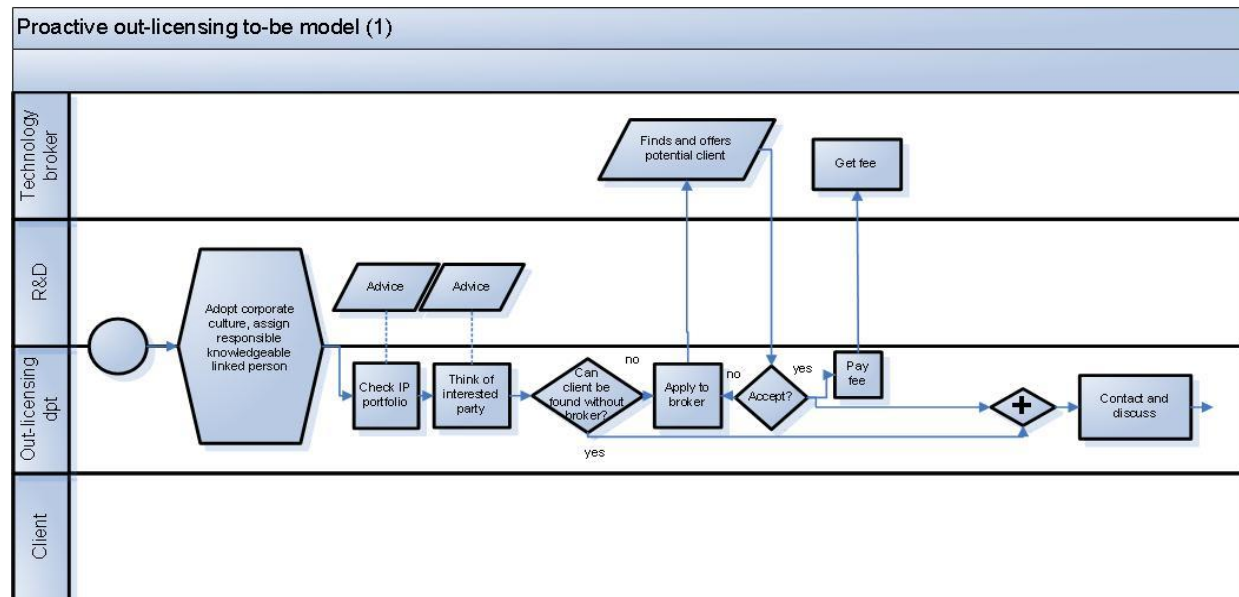 Proactive out-licensing to-be model (1)
Technology
broker
Finds and offers
potential client
Get fee
R&D
Adopt corporate
culture, assign
responsible
knowledgeable
linked person
Advice
Advice
Out-licensing
dpt
Check IP
portfolio
Think of
interested
party
Can
client be
found without
broker?
no
yes
Apply to
broker
no
Accept?
yes
Pay
fee
Contact and
discuss
Client